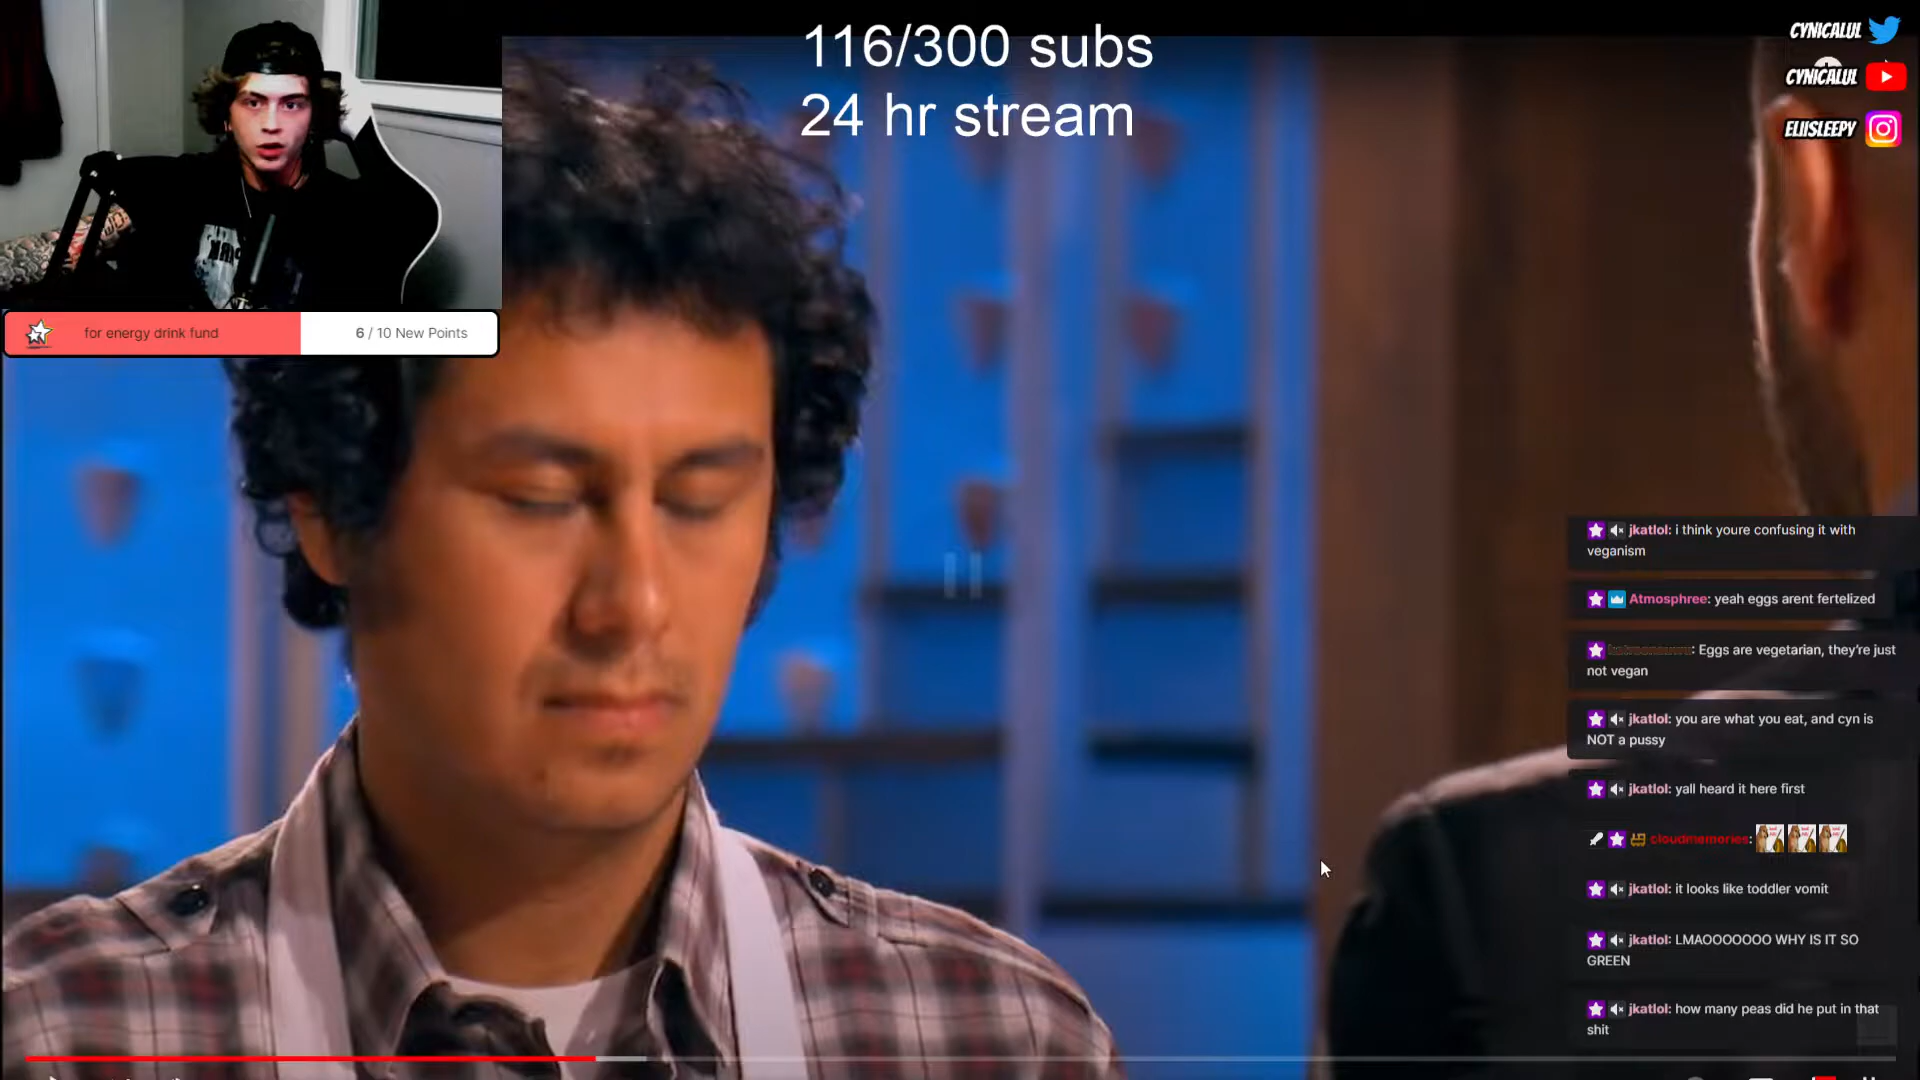 116/300 subs
24 hr stream
CYNICALUL
CYNICALUL
ELIISLEEPY
for energy drink fund
6 / 10 New Points
jkatlol: i think youre confusing it with
veganism
Atmosphree: yeah eggs arent fertelized
: Eggs are vegetarian, they're just
not vegan
jkatlol: you are what you eat, and cyn is
NOT a pussy
jkatlol: yall heard it here first
cloudmemories:
jkatlol: it looks like toddler vomit
jkatlol: LMAOOOOOOO WHY IS IT SO
GREEN
jkatlol: how many peas did he put in that
shit